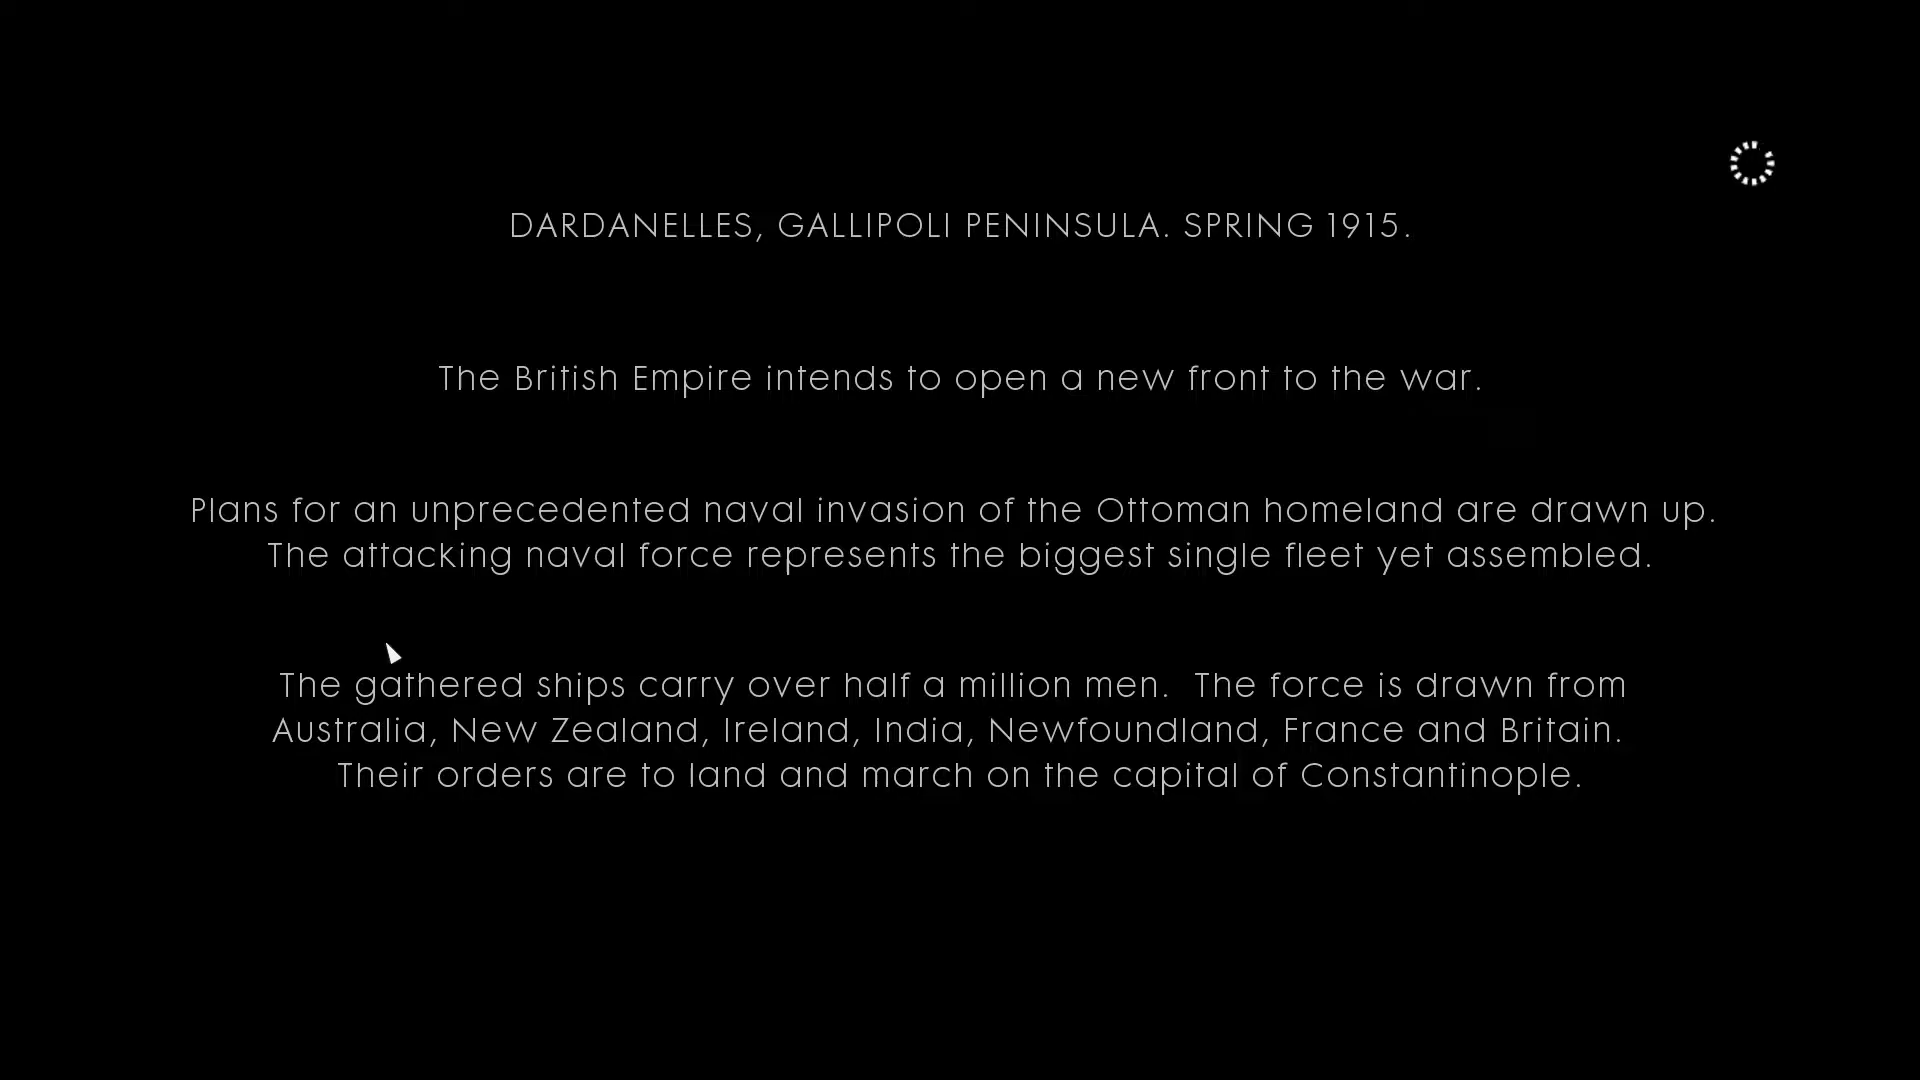 DARDANELLES, GALLIPOLI PENINSULA. SPRING 1915.
The British Empire intends to open a new front to the war.
Plans for an unprecedented naval invasion of the Ottoman homeland are drawn up.
The attacking naval force represents the biggest single fleet yet assembled.
The gathered ships carry over half a million men.  The force is drawn from
Australia, New Zealand, Ireland, India, Newfoundland, France and Britain.
Their orders are to land and march on the capital of Constantinople.